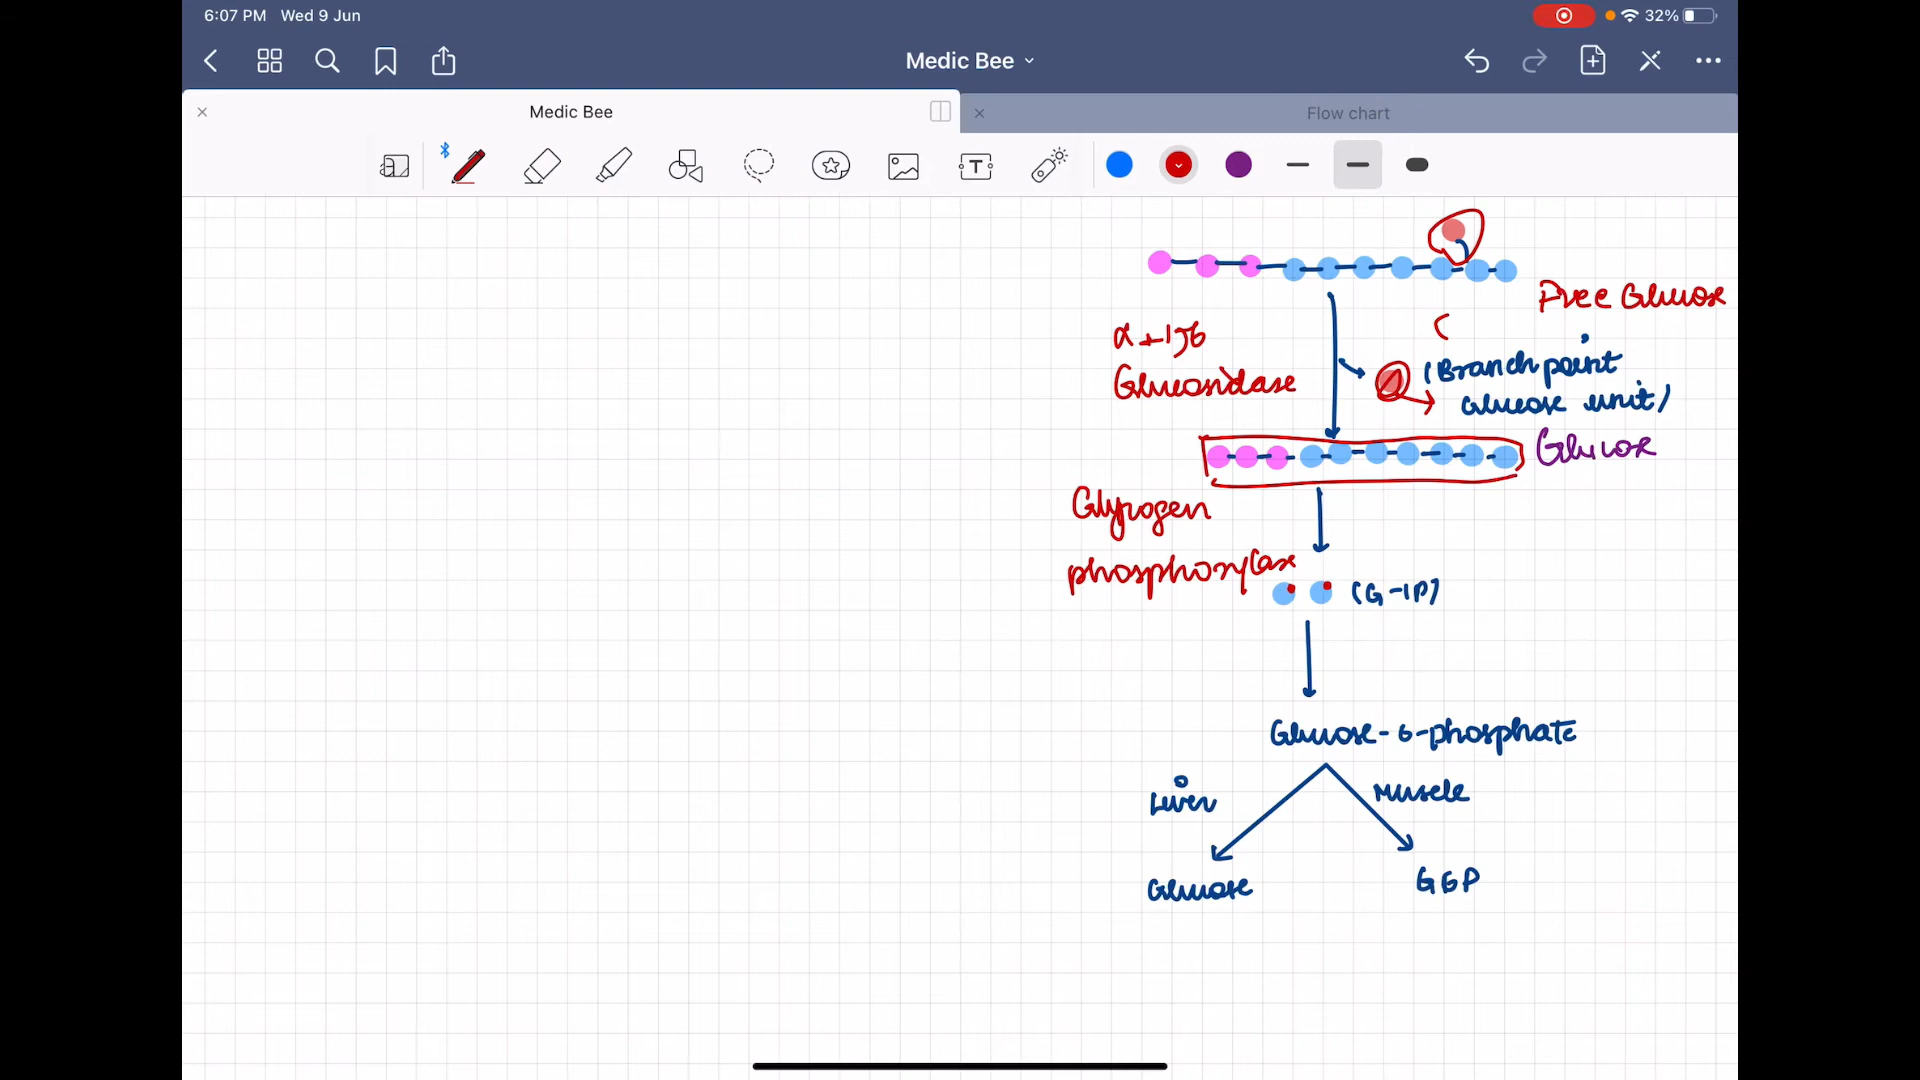 6:07 PM Wed 9 Jun
32%
Medic Bee
Medic Bee
Flow chart
Free Glucose
α-1,6
Glucosidase
(Branch point
Glucose unit)
Glucose
Glycogen
phosphorylase
(G-1P)
Glucose-6-phosphate
Liver
Muscle
Glucose
G6P